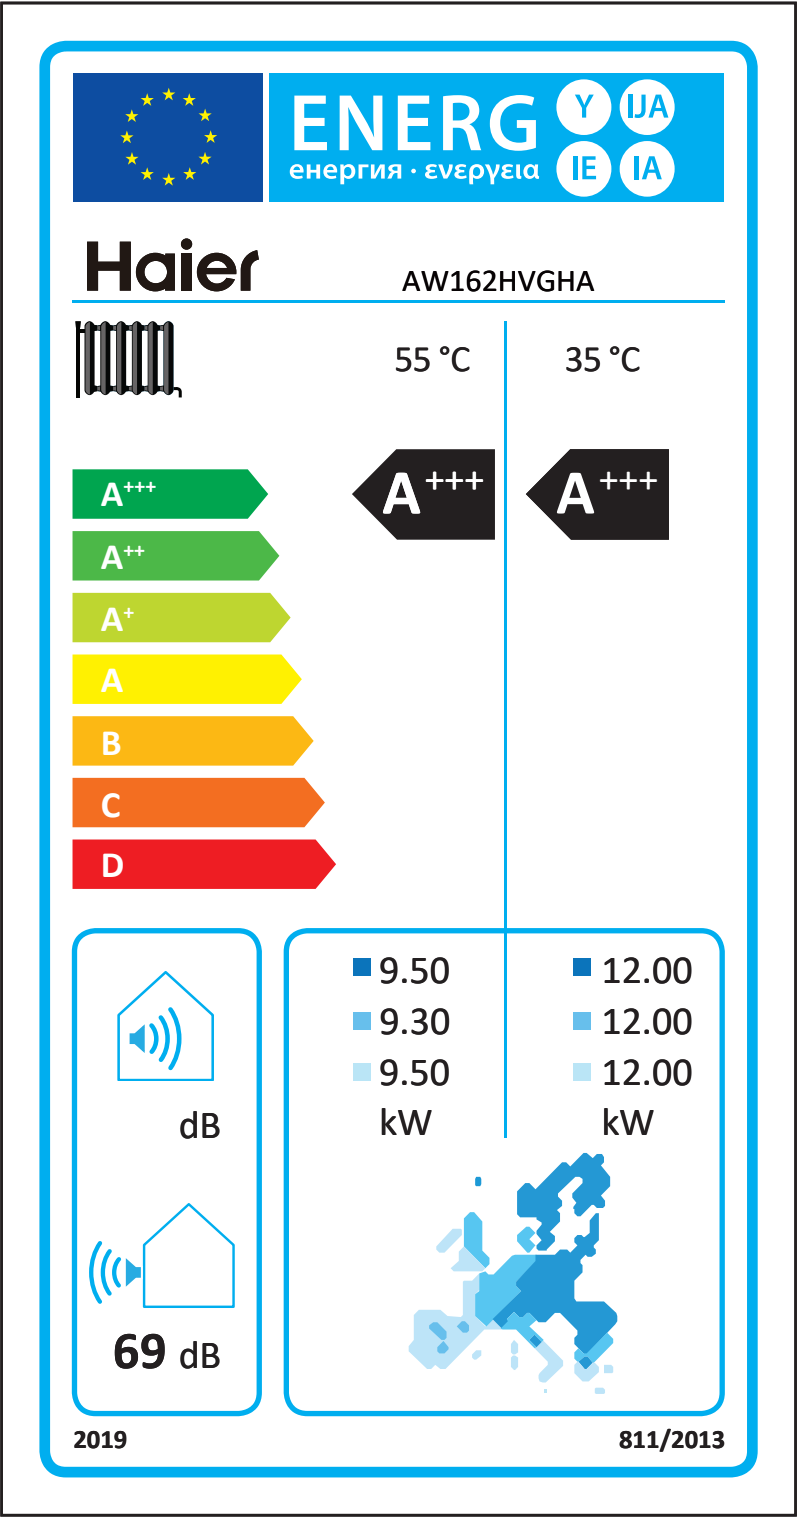 ENERG
енергия · ενεργεια
Y
IJA
IE
IA
Haier
AW162HVGHA
55 °C
35 °C
A+++
A+++
A+++
A++
A+
A
B
C
D
9.50
12.00
9.30
12.00
9.50
12.00
kW
kW
dB
69 dB
2019
811/2013